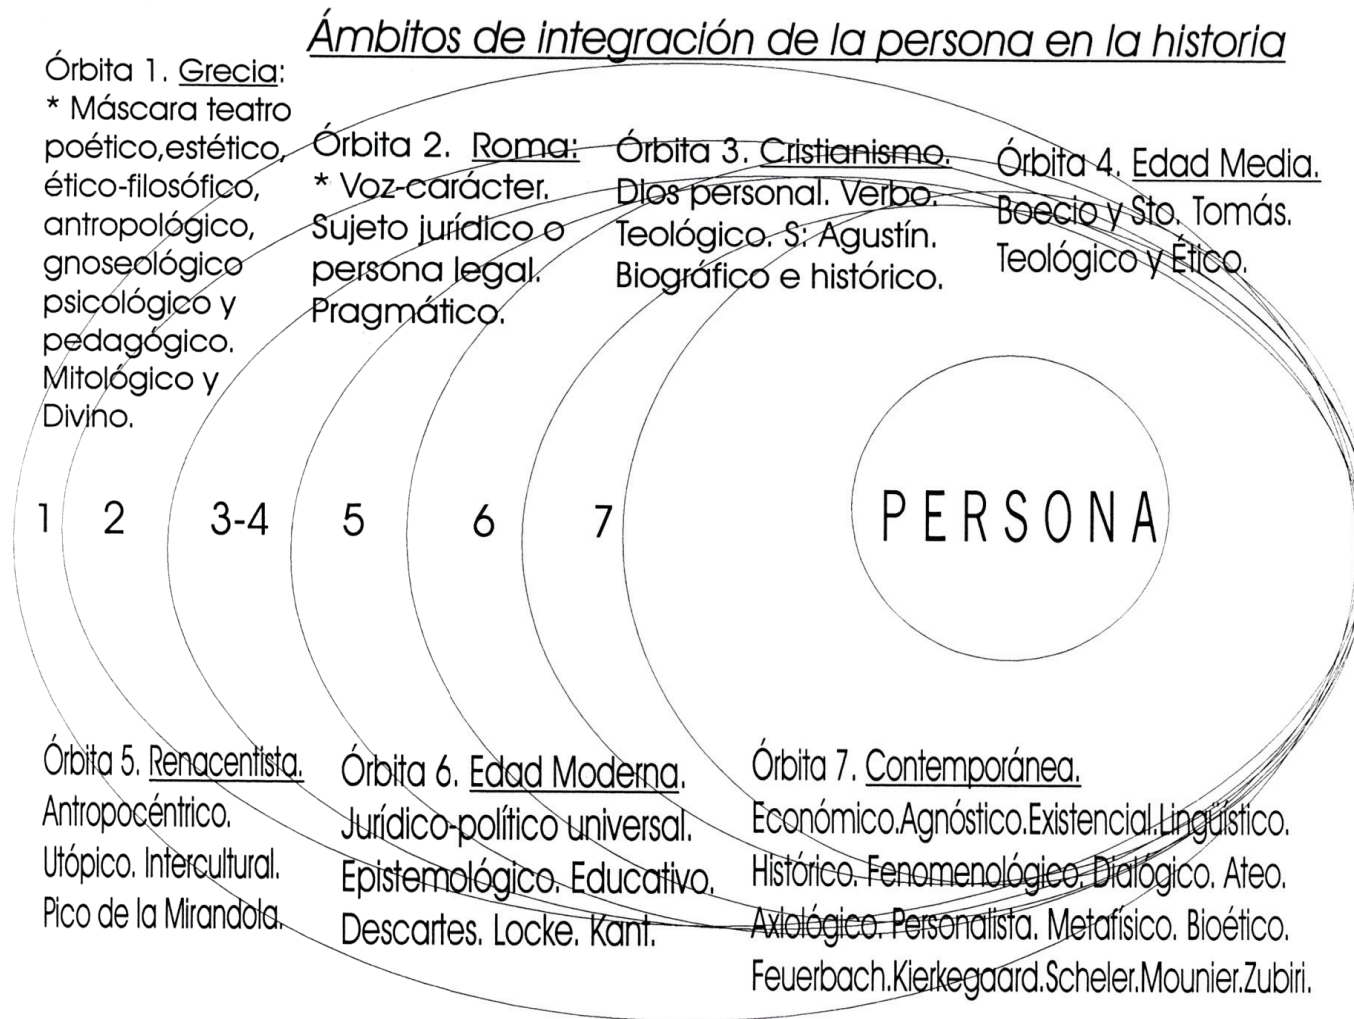 Ámbitos de integración de la persona en la historia
Órbita 1. Grecia:
* Máscara teatro
poético,estético,
ético-filosófico,
antropológico,
gnoseológico
psicológico y
pedagógico.
Mitológico y
Divino.
Órbita 2. Roma:
* Voz-carácter.
Sujeto jurídico o
persona legal.
Pragmático.
Órbita 3. Cristianismo.
Dios personal. Verbo.
Teológico. S: Agustín.
Biográfico e histórico.
Órbita 4. Edad Media.
Boecio y Sto. Tomás.
Teológico y Ético.
1 2 3-4 5 6 7 PERSONA
Órbita 5. Renacentista.
Antropocéntrico.
Utópico. Intercultural.
Pico de la Mirandola.
Órbita 6. Edad Moderna.
Jurídico-político universal.
Epistemológico. Educativo.
Descartes. Locke. Kant.
Órbita 7. Contemporánea.
Económico.Agnóstico.Existencial.Lingüístico.
Histórico. Fenomenológico. Dialógico. Ateo.
Axiológico. Personalista. Metafísico. Bioético.
Feuerbach.Kierkegaard.Scheler.Mounier.Zubiri.